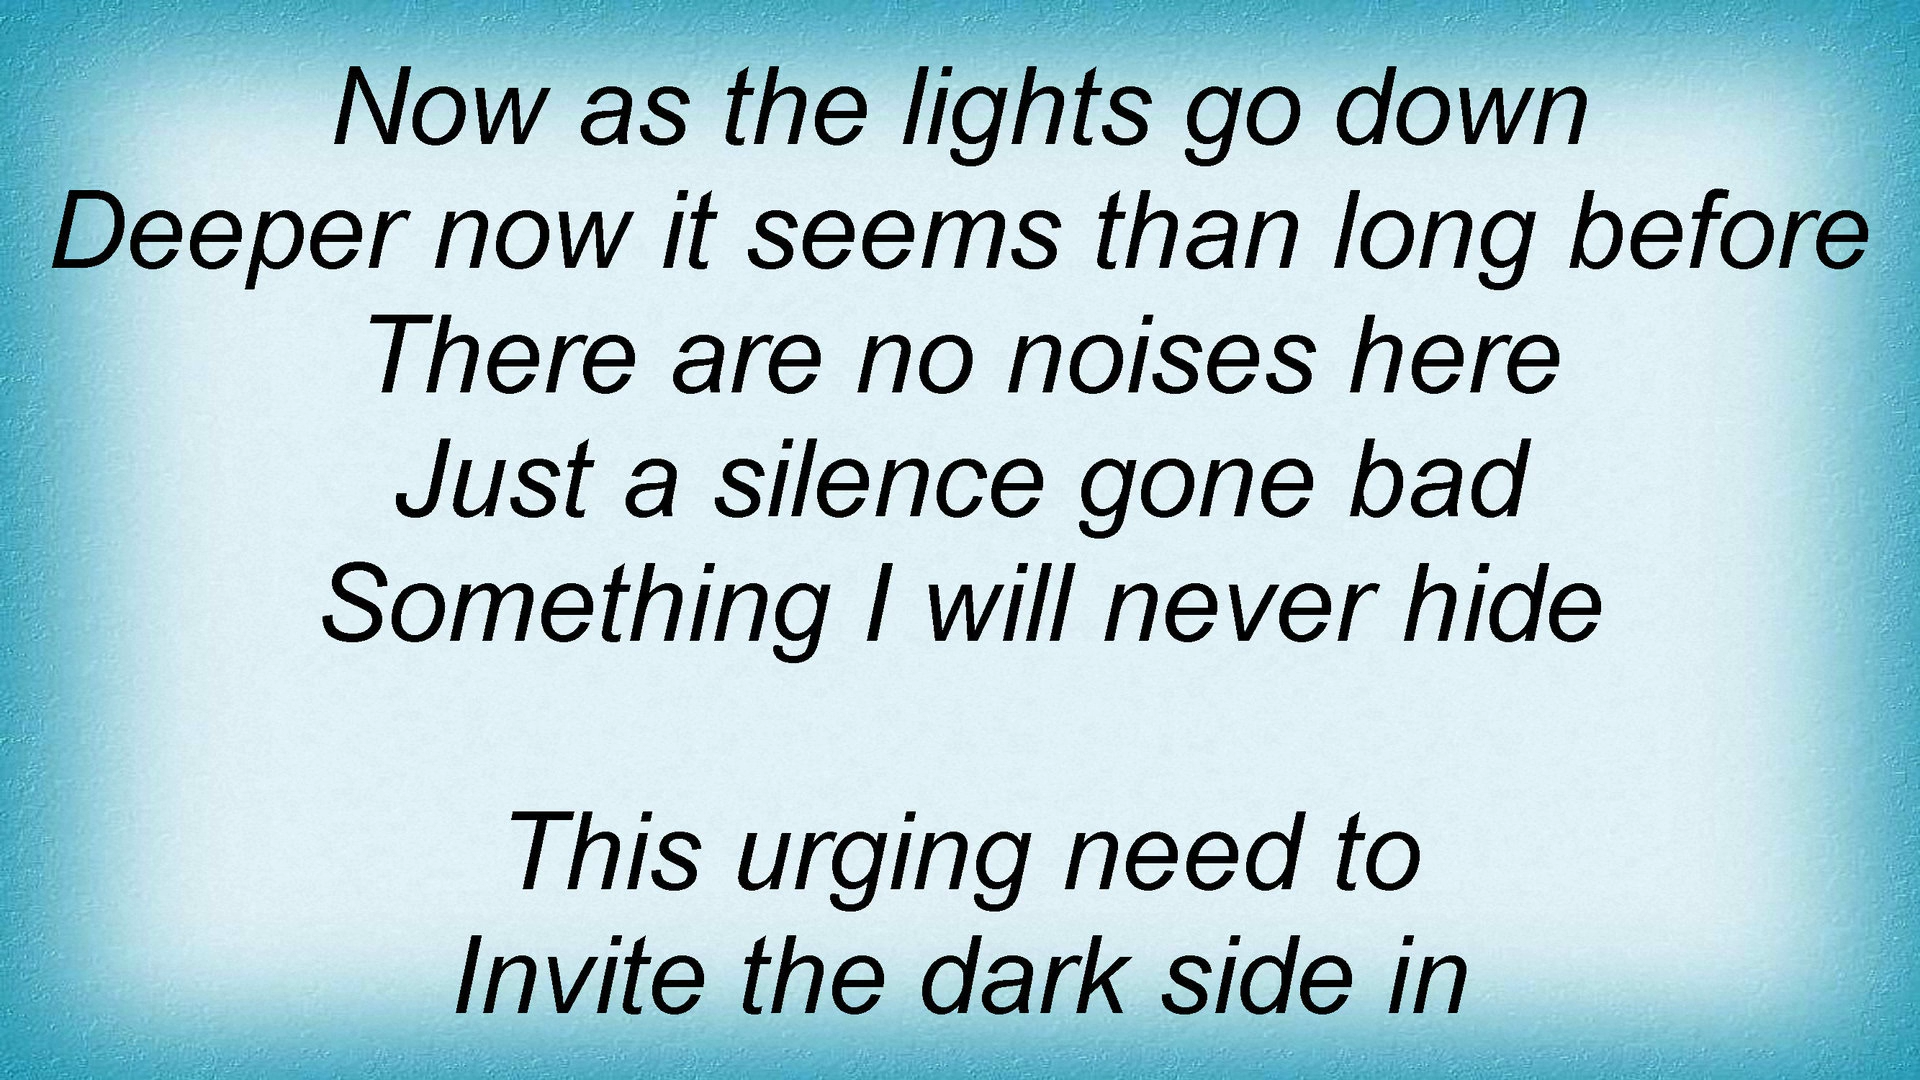 Now as the lights go down
Deeper now it seems than long before
There are no noises here
Just a silence gone bad
Something I will never hide
This urging need to
Invite the dark side in